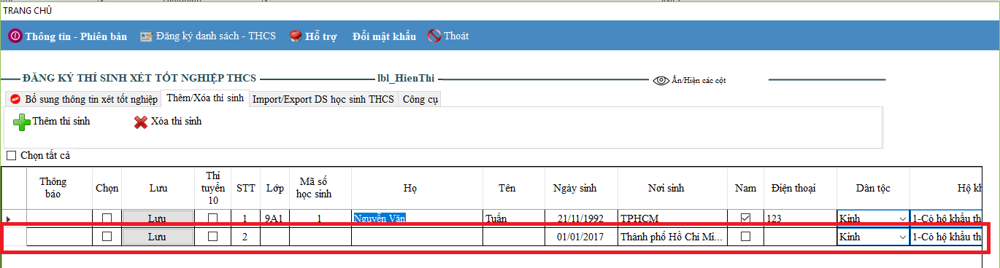 TRANG CHỦ
Thông tin - Phiên bản Đăng ký danh sách - THCS Hỗ trợ Đổi mật khẩu Thoát
ĐĂNG KÝ THÍ SINH XÉT TỐT NGHIỆP THCS lbl_HienThi Ẩn/Hiện các cột
Bổ sung thông tin xét tốt nghiệp Thêm/Xóa thi sinh Import/Export DS học sinh THCS Công cụ
Thêm thi sinh Xóa thi sinh
Chọn tất cả
Thông báo Chọn Lưu Thi tuyển 10 STT Lớp Mã số học sinh Họ Tên Ngày sinh Nơi sinh Nam Điện thoại Dân tộc Hộ kh
Lưu 1 9A1 1 Nguyễn Văn Tuấn 21/11/1992 TPHCM 123 Kinh 1-Có hộ khẩu th
Lưu 2 01/01/2017 Thành phố Hồ Chí Mi... Kinh 1-Có hộ khẩu th